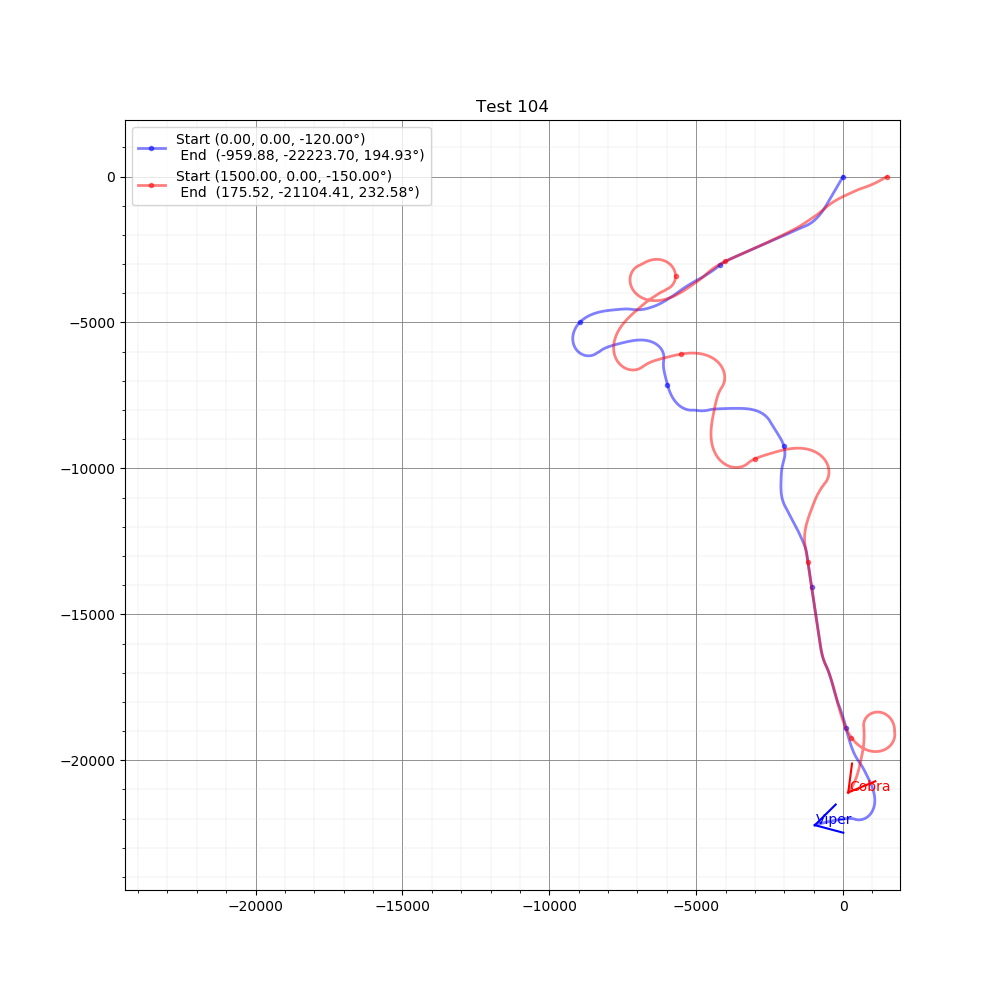 Test 104
Start (0.00, 0.00, -120.00°)
End (-959.88, -22223.70, 194.93°)
Start (1500.00, 0.00, -150.00°)
End (175.52, -21104.41, 232.58°)
0
−5000
−10000
−15000
−20000
Cobra
Viper
−20000 −15000 −10000 −5000 0